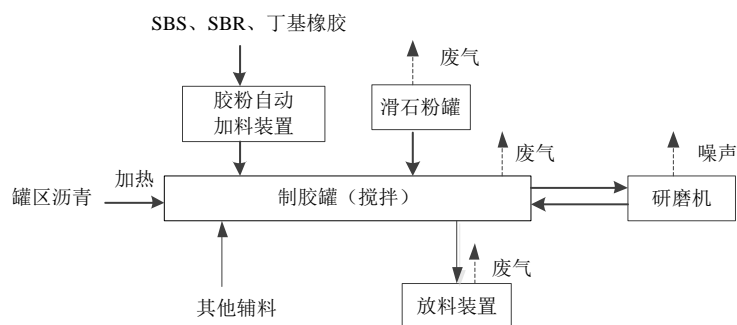 SBS、SBR、丁基橡胶
废气
胶粉自动
加料装置
滑石粉罐
废气
噪声
加热
罐区沥青
制胶罐（搅拌）
研磨机
废气
其他辅料
放料装置